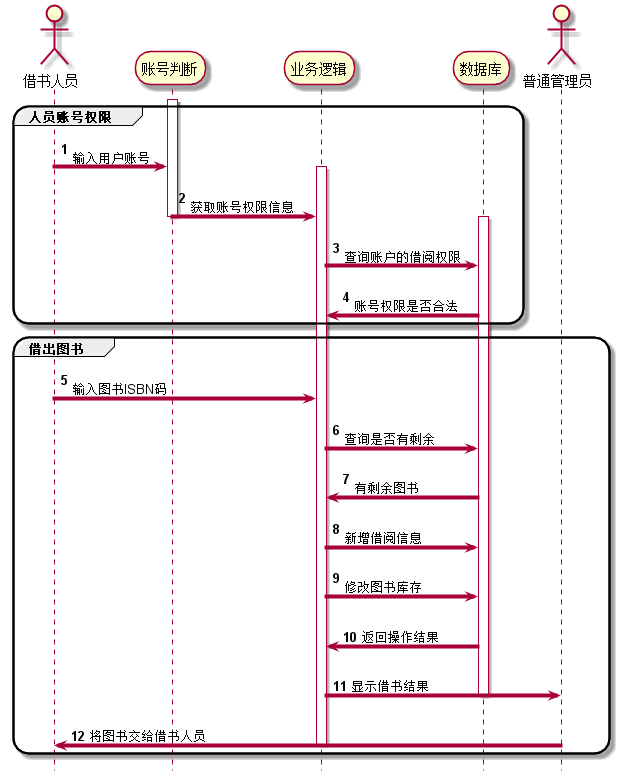 借书人员
账号判断
业务逻辑
数据库
普通管理员
人员账号权限
1 输入用户账号
2 获取账号权限信息
3 查询账户的借阅权限
4 账号权限是否合法
借出图书
5 输入图书ISBN码
6 查询是否有剩余
7 有剩余图书
8 新增借阅信息
9 修改图书库存
10 返回操作结果
11 显示借书结果
12 将图书交给借书人员